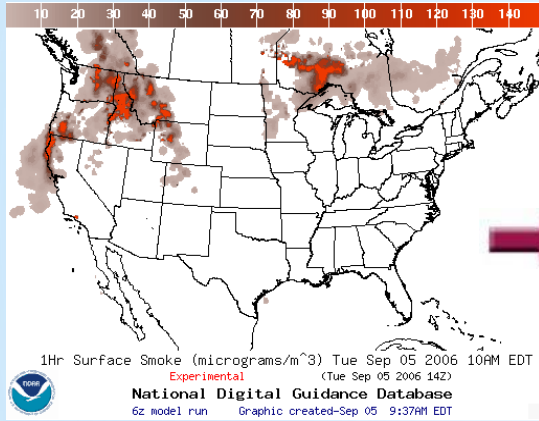 10 20 30 40 50 60 70 80 90 100 110 120 130 140
1Hr Surface Smoke (micrograms/m^3) Tue Sep 05 2006 10AM EDT
Experimental (Tue Sep 05 2006 14Z)
NOAA
National Digital Guidance Database
6z model run Graphic created-Sep 05 9:37AM EDT